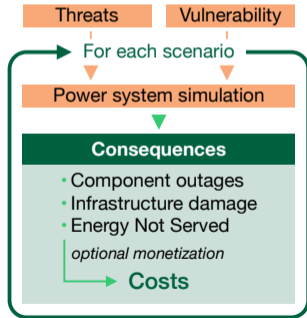 Threats Vulnerability
For each scenario
Power system simulation
Consequences
• Component outages
• Infrastructure damage
• Energy Not Served
optional monetization
Costs